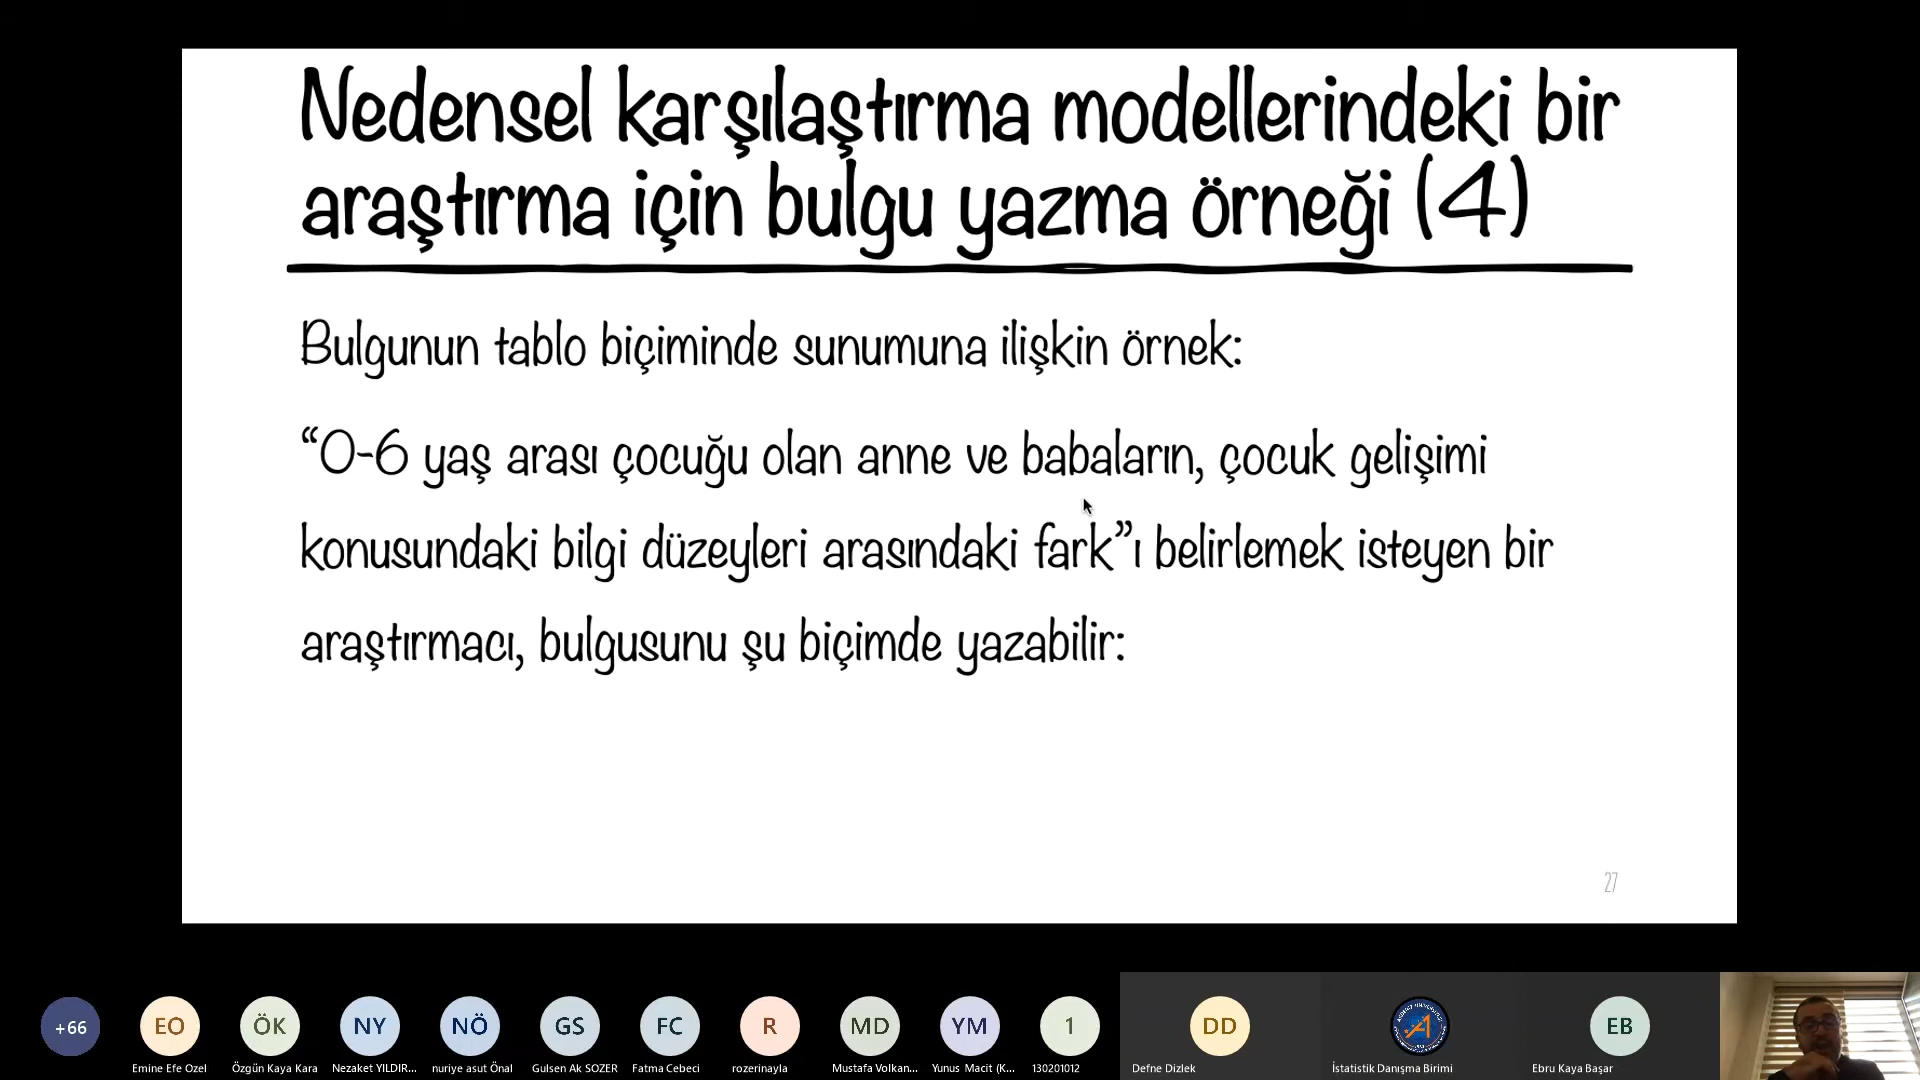 Nedensel karşılaştırma modellerindeki bir
araştırma için bulgu yazma örneği (4)
Bulgunun tablo biçiminde sunumuna ilişkin örnek:
“0-6 yaş arası çocuğu olan anne ve babaların, çocuk gelişimi
konusundaki bilgi düzeyleri arasındaki fark”ı belirlemek isteyen bir
araştırmacı, bulgusunu şu biçimde yazabilir:
27
+66
EO
ÖK
NY
NÖ
GS
FC
R
MD
YM
1
DD
EB
Emine Efe Ozel
Özgün Kaya Kara
Nezaket YILDIR...
nuriye asut Önal
Gulsen Ak SOZER
Fatma Cebeci
rozerinayla
Mustafa Volkan...
Yunus Macit (K...
130201012
Defne Dizlek
İstatistik Danışma Birimi
Ebru Kaya Başar